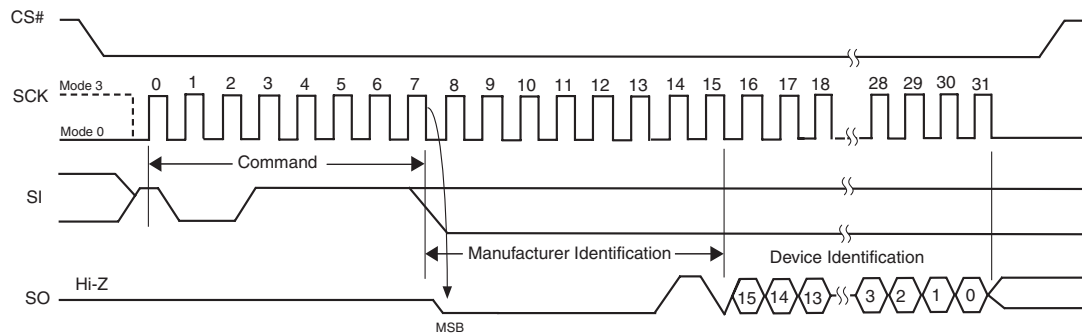 CS#
Mode 3
0 1 2 3 4 5 6 7 8 9 10 11 12 13 14 15 16 17 18 28 29 30 31
SCK
Mode 0
Command
SI
Manufacturer Identification
Device Identification
Hi-Z
SO
15 14 13 3 2 1 0
MSB